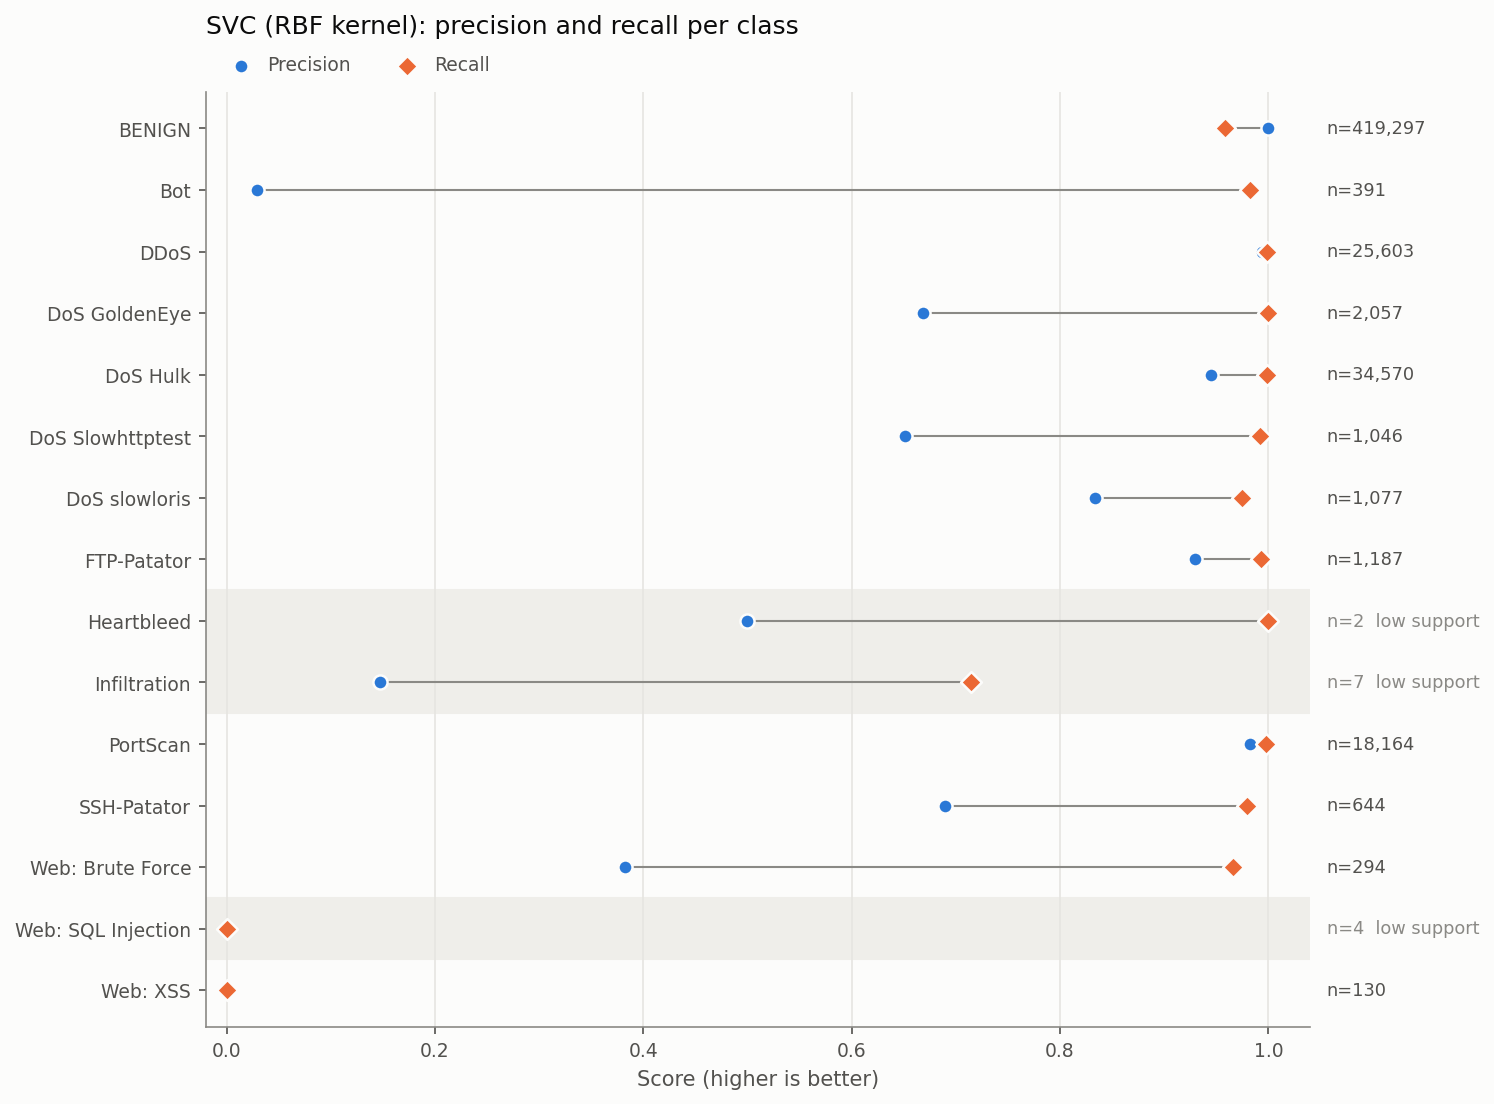 SVC (RBF kernel): precision and recall per class
Precision Recall
BENIGN n=419,297
Bot n=391
DDoS n=25,603
DoS GoldenEye n=2,057
DoS Hulk n=34,570
DoS Slowhttptest n=1,046
DoS slowloris n=1,077
FTP-Patator n=1,187
Heartbleed n=2 low support
Infiltration n=7 low support
PortScan n=18,164
SSH-Patator n=644
Web: Brute Force n=294
Web: SQL Injection n=4 low support
Web: XSS n=130
0.0 0.2 0.4 0.6 0.8 1.0
Score (higher is better)